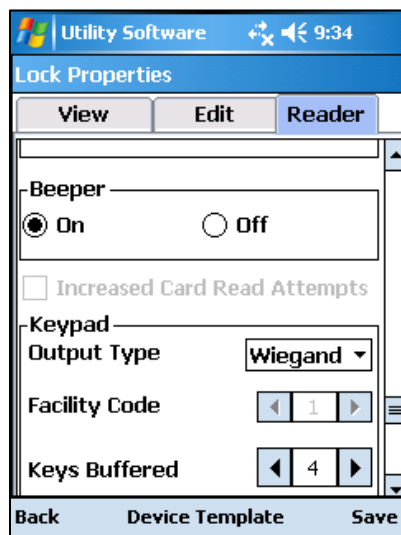 Utility Software 9:34
Lock Properties
View Edit Reader
Beeper
On Off
Increased Card Read Attempts
Keypad
Output Type Wiegand
Facility Code 1
Keys Buffered 4
Back Device Template Save